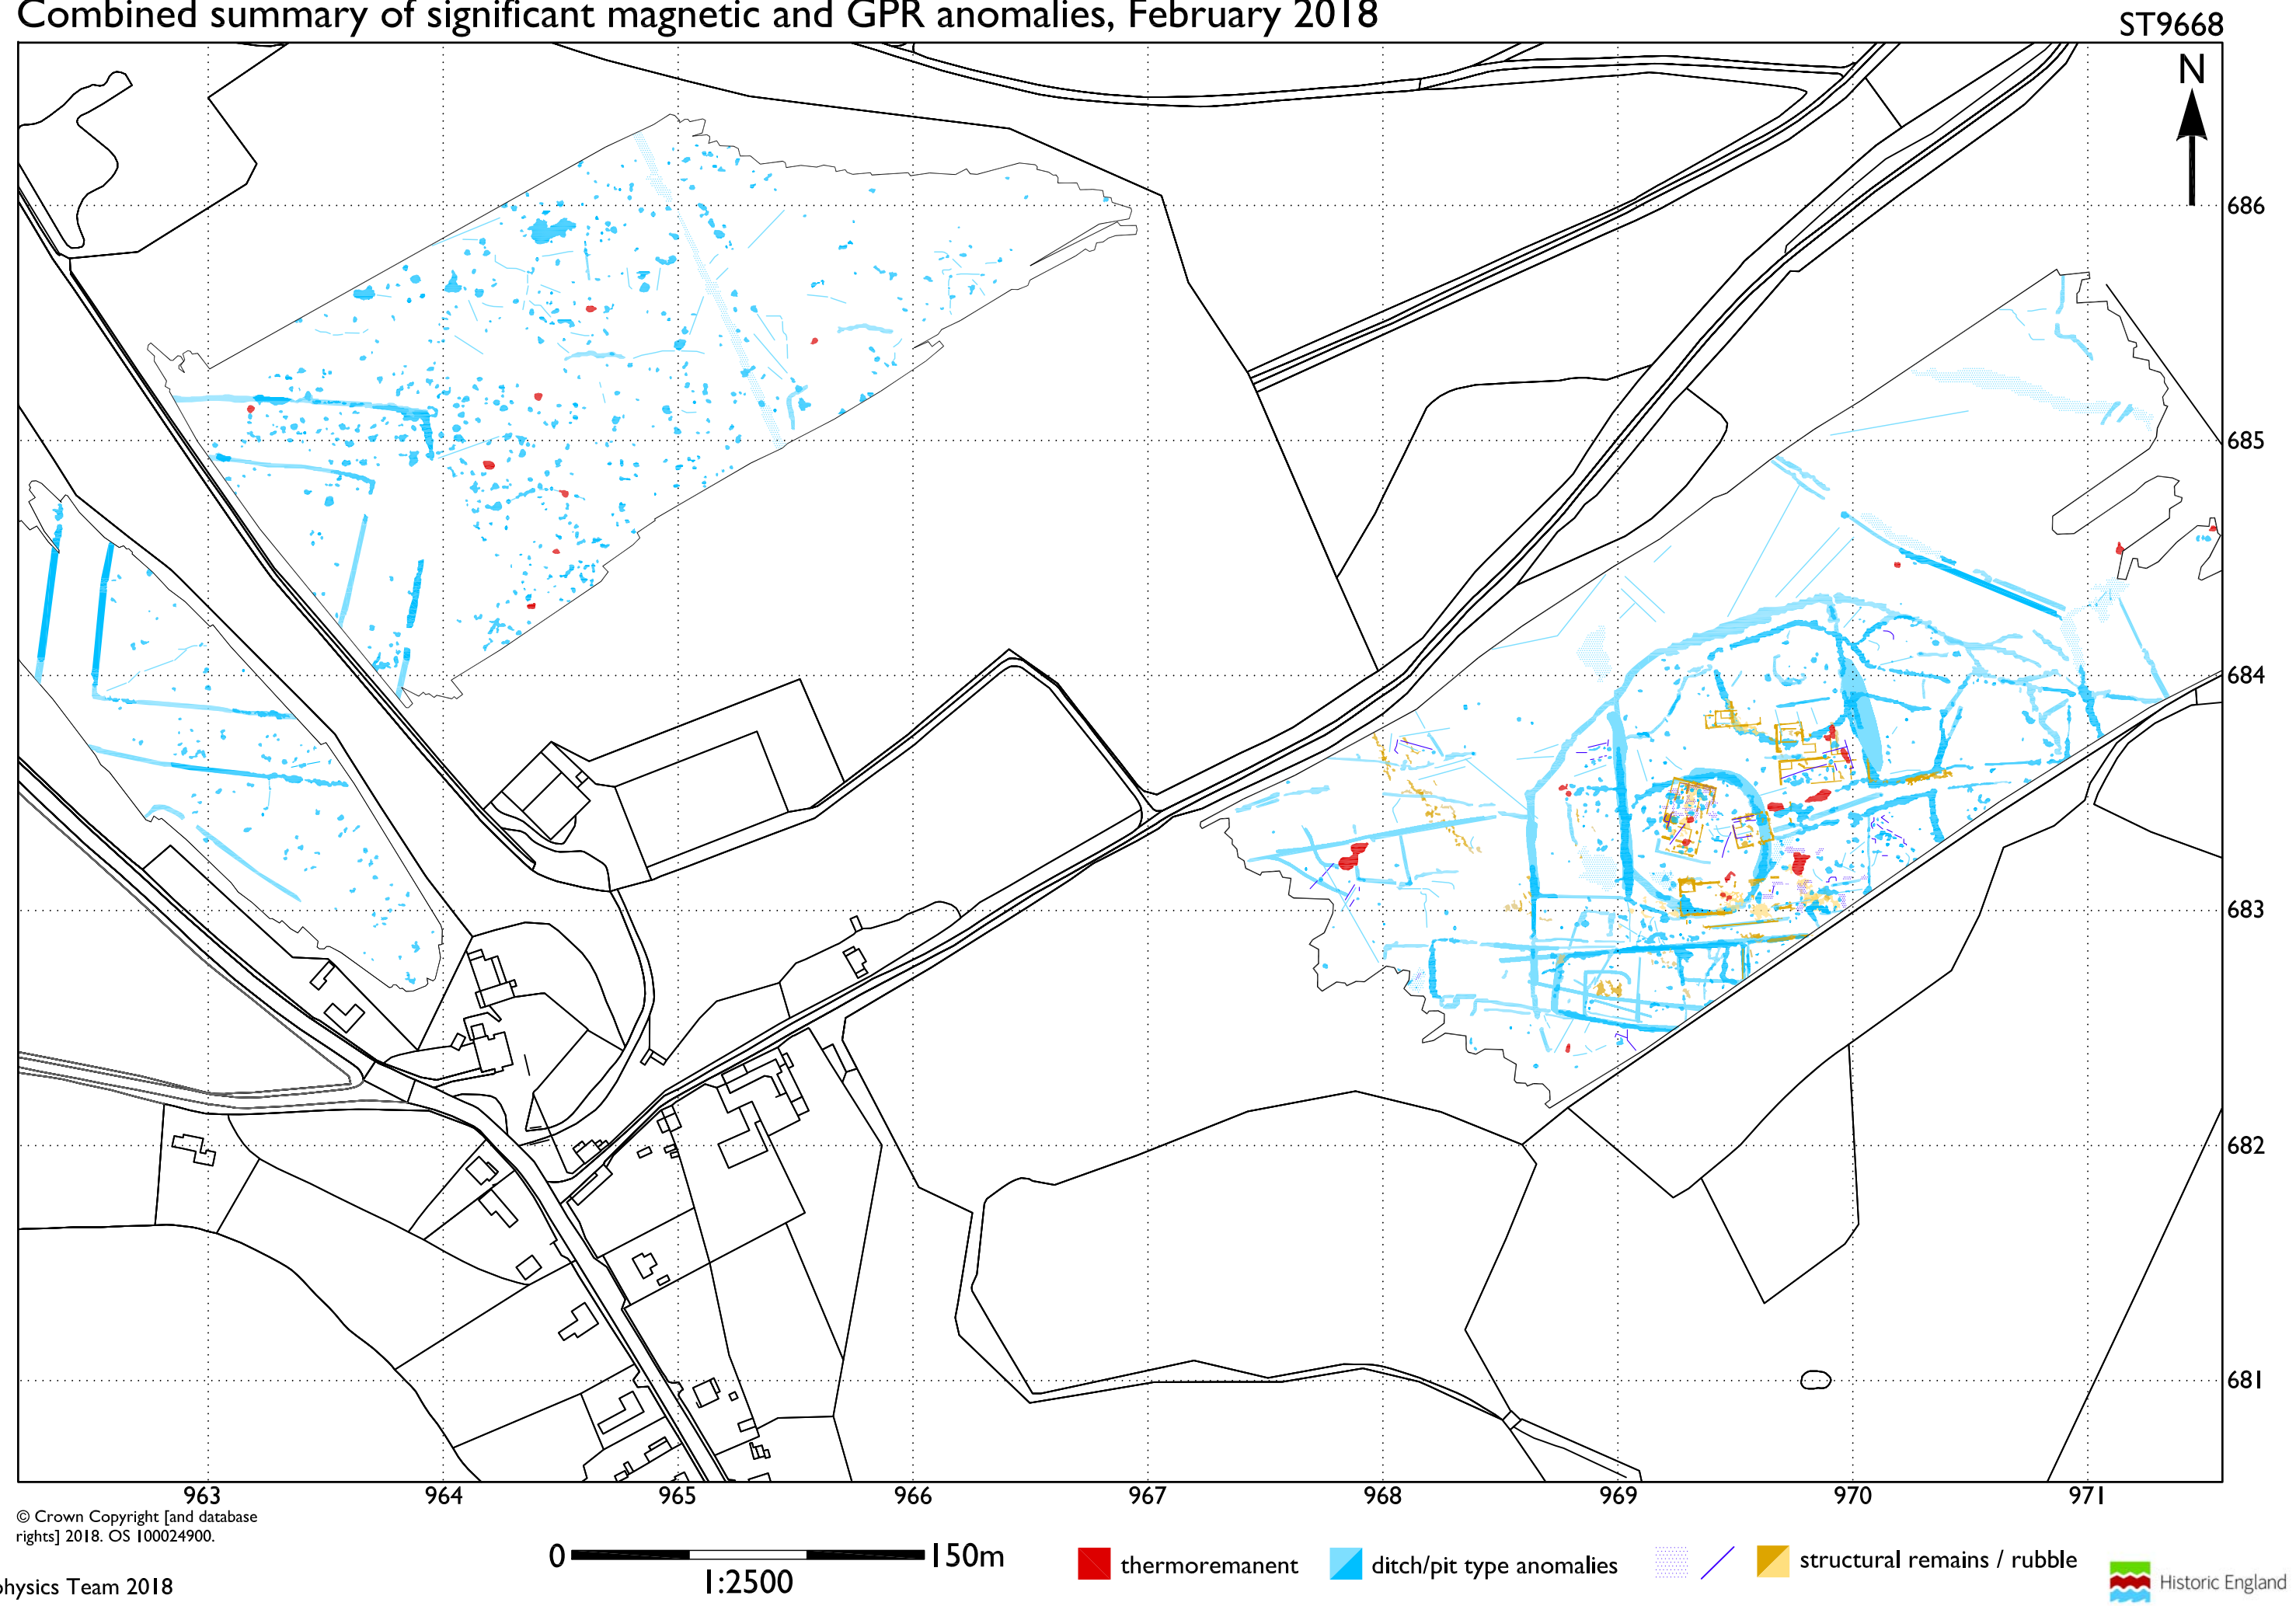 Combined summary of significant magnetic and GPR anomalies, February 2018
ST9668
N
686
685
684
683
682
681
963 964 965 966 967 968 969 970 971
© Crown Copyright [and database
rights] 2018. OS 100024900.
0 150m
1:2500
thermoremanent
ditch/pit type anomalies
structural remains / rubble
physics Team 2018
Historic England